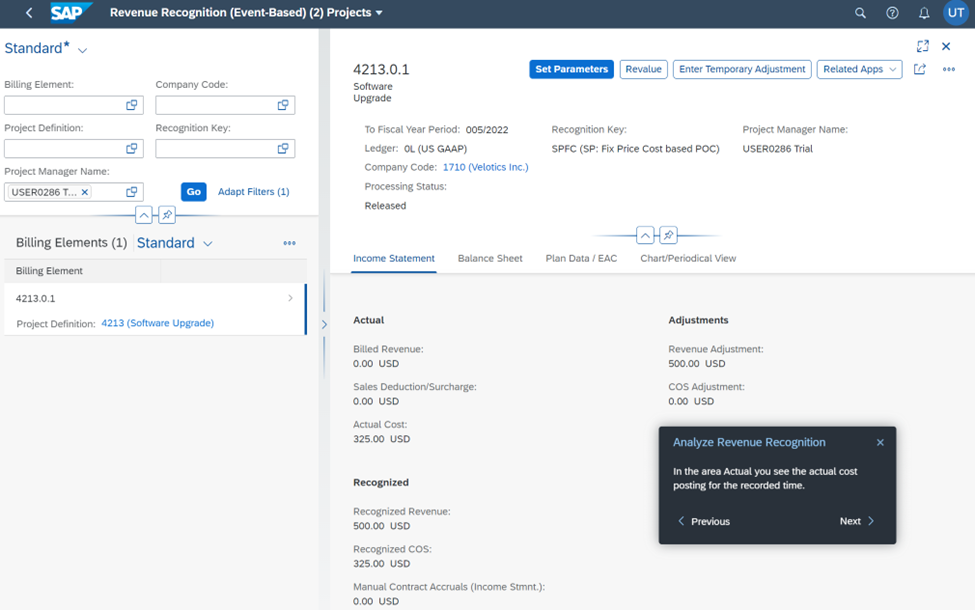 SAP
Revenue Recognition (Event-Based) (2) Projects
UT
Standard*
Billing Element:
Company Code:
Project Definition:
Recognition Key:
Project Manager Name:
USER0286 T...
Go
Adapt Filters (1)
Billing Elements (1)
Standard
Billing Element
4213.0.1
Project Definition: 4213 (Software Upgrade)
4213.0.1
Software
Upgrade
Set Parameters
Revalue
Enter Temporary Adjustment
Related Apps
To Fiscal Year Period: 005/2022
Ledger: 0L (US GAAP)
Company Code: 1710 (Velotics Inc.)
Processing Status:
Released
Recognition Key:
SPFC (SP: Fix Price Cost based POC)
Project Manager Name:
USER0286 Trial
Income Statement
Balance Sheet
Plan Data / EAC
Chart/Periodical View
Actual
Billed Revenue:
0.00 USD
Sales Deduction/Surcharge:
0.00 USD
Actual Cost:
325.00 USD
Adjustments
Revenue Adjustment:
500.00 USD
COS Adjustment:
0.00 USD
Recognized
Recognized Revenue:
500.00 USD
Recognized COS:
325.00 USD
Manual Contract Accruals (Income Stmnt.):
0.00 USD
Analyze Revenue Recognition
In the area Actual you see the actual cost
posting for the recorded time.
Previous
Next